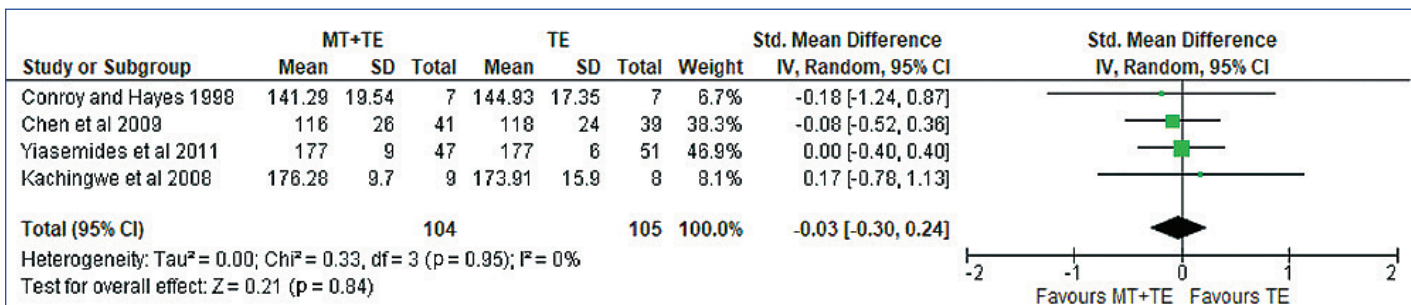 MT+TE TE Std. Mean Difference Std. Mean Difference
Study or Subgroup Mean SD Total Mean SD Total Weight IV, Random, 95% CI IV, Random, 95% CI
Conroy and Hayes 1998 141.29 19.54 7 144.93 17.35 7 6.7% -0.18 [-1.24, 0.87]
Chen et al 2009 116 26 41 118 24 39 38.3% -0.08 [-0.52, 0.36]
Yiasemides et al 2011 177 9 47 177 6 51 46.9% 0.00 [-0.40, 0.40]
Kachingwe et al 2008 176.28 9.7 9 173.91 15.9 8 8.1% 0.17 [-0.78, 1.13]
Total (95% CI) 104 105 100.0% -0.03 [-0.30, 0.24]
Heterogeneity: Tau² = 0.00; Chi² = 0.33, df = 3 (p = 0.95); I² = 0%
Test for overall effect: Z = 0.21 (p = 0.84)
-2 -1 0 1 2
Favours MT+TE Favours TE